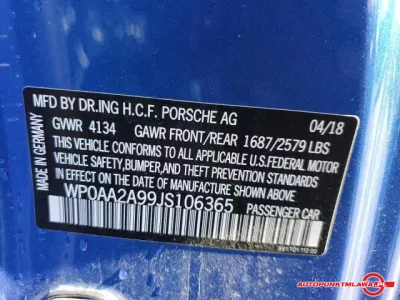 MFD BY DR.ING H.C.F. PORSCHE AG 04/18
GVWR 4134 GAWR FRONT/REAR 1687/2579 LBS
THIS VEHICLE CONFORMS TO ALL APPLICABLE
U.S.FEDERAL MOTOR
VEHICLE SAFETY,BUMPER,AND THEFT PREVENTION
STANDARDS IN EFFECT ON THE DATE OF MANUFACTURE
WP0AA2A99JS106365 PASSENGER CAR
MADE IN GERMANY
AUTOPUNKTMLAWA